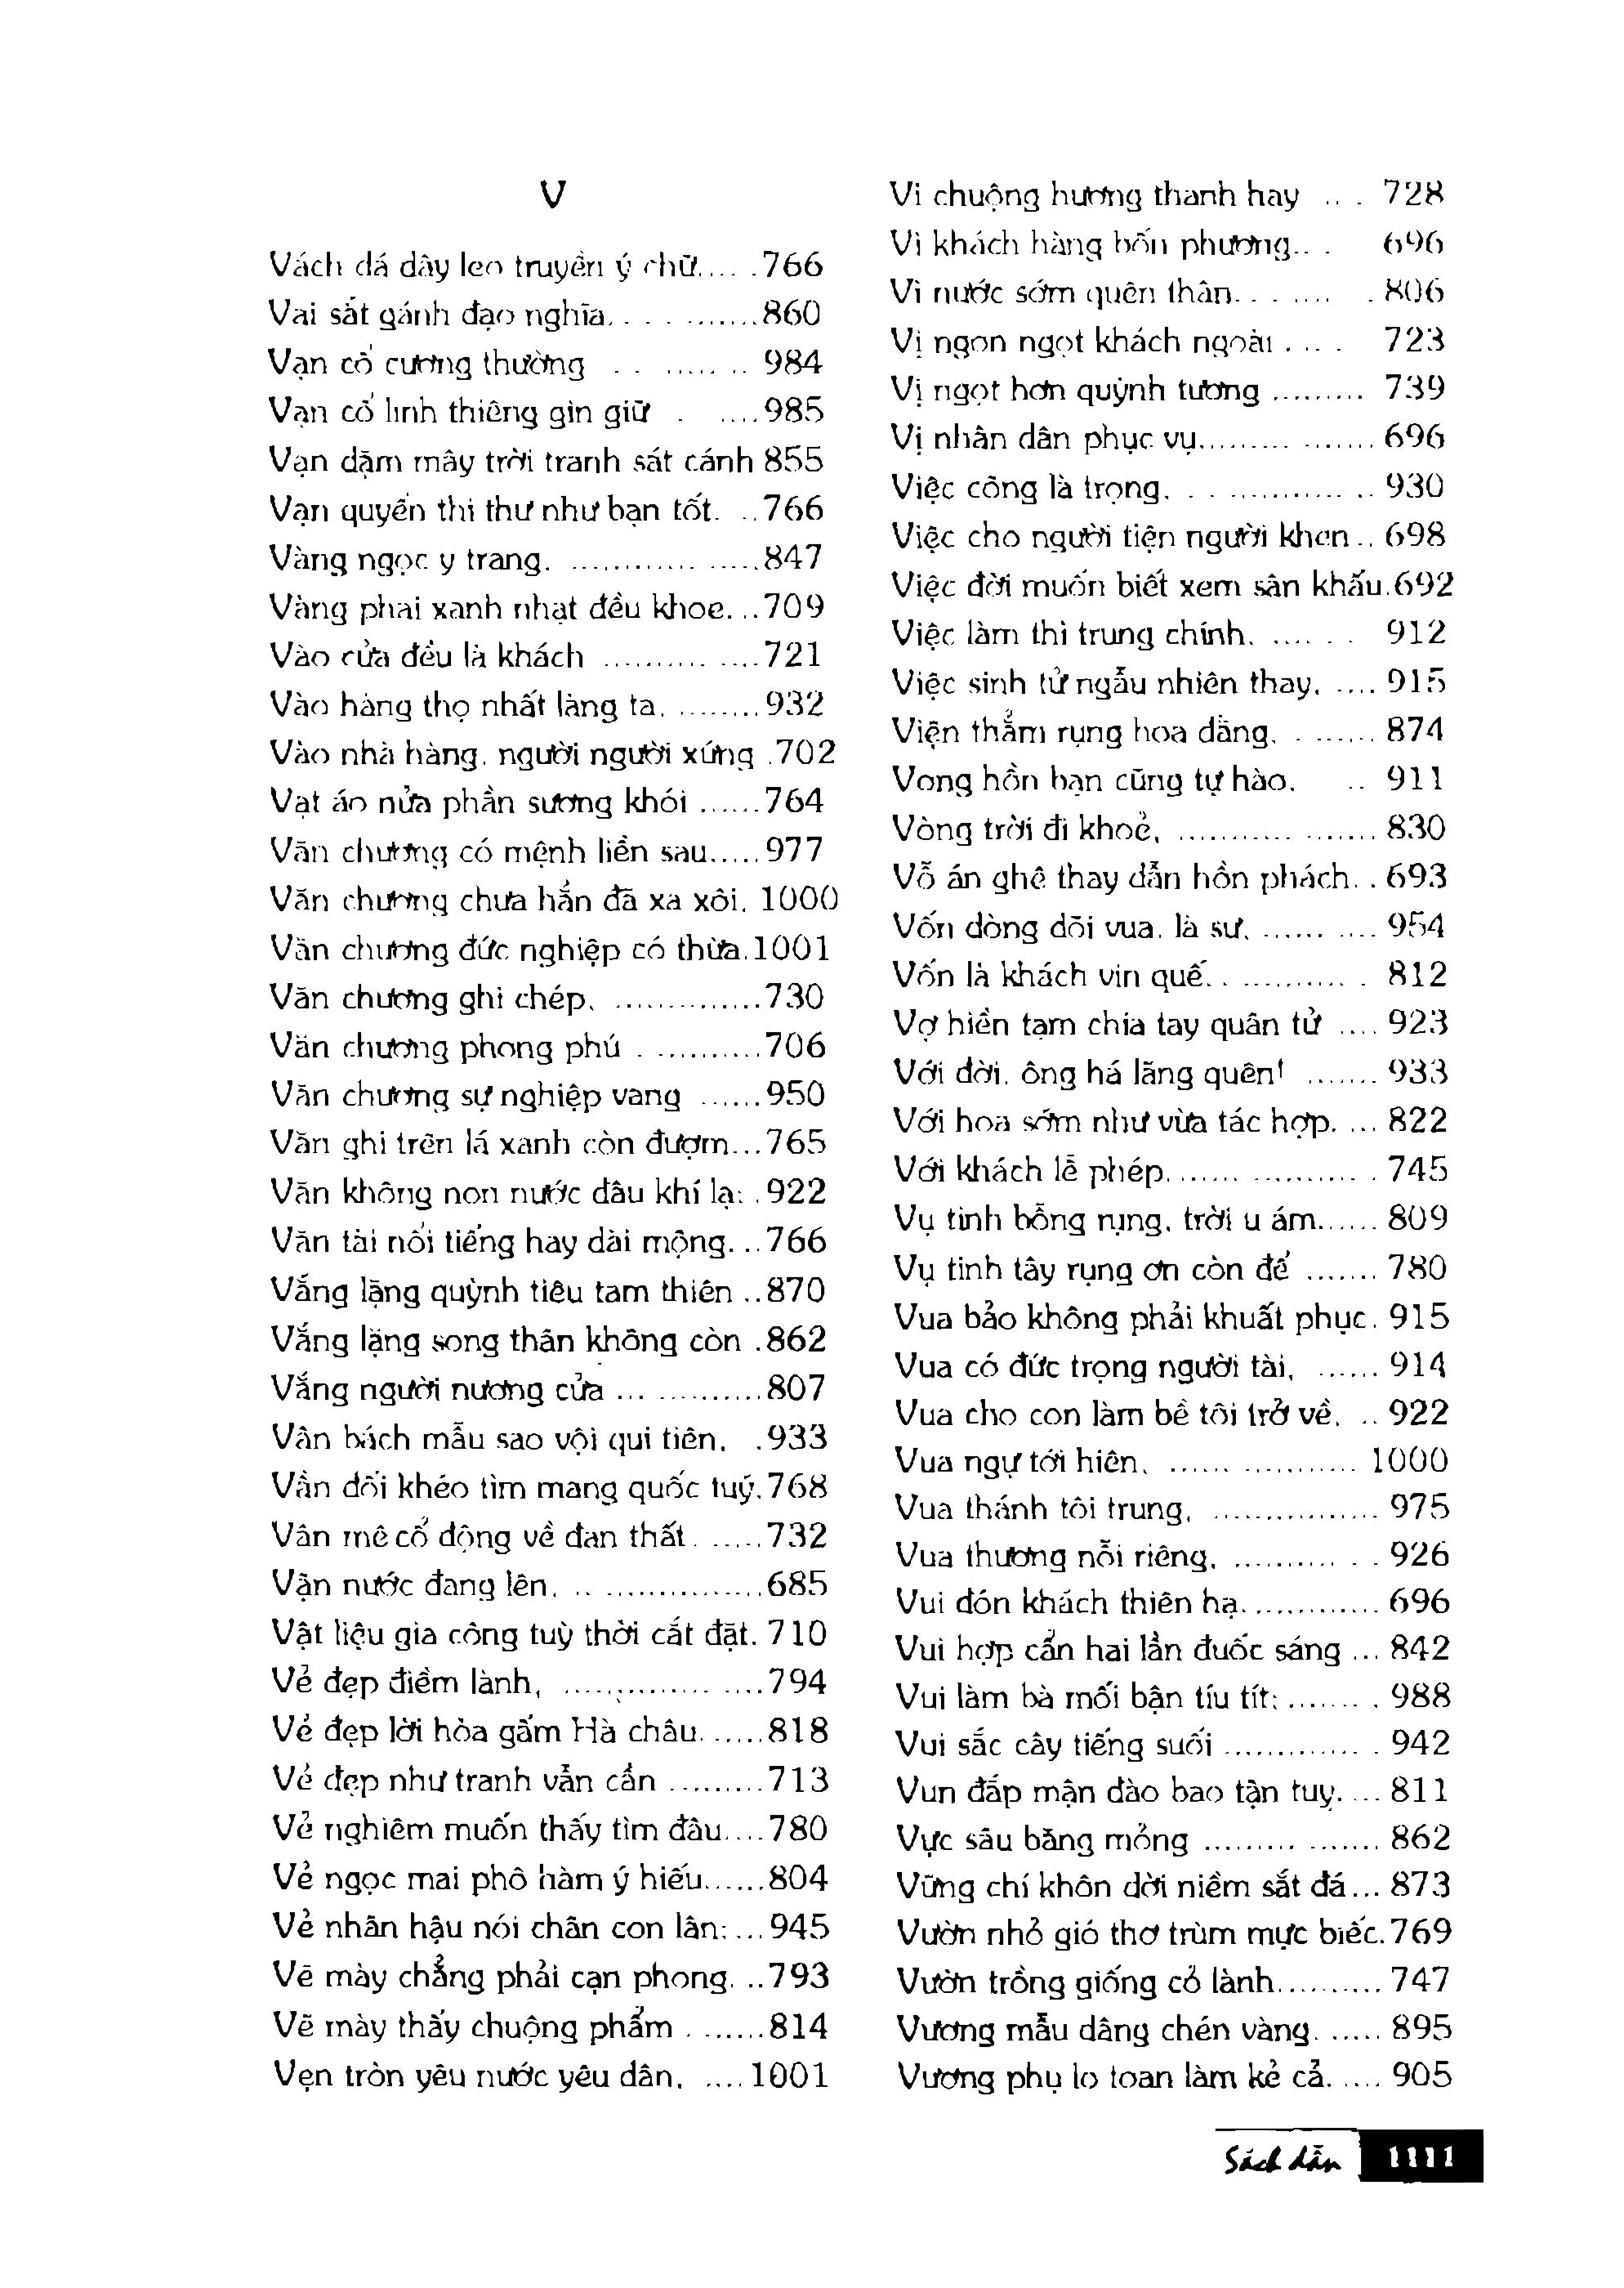 V
Vách đá dây leo truyền ý chữ.... .766
Vai sắt gánh đạo nghĩa. . . . ........860
Vạn cổ cương thường . . ...... .. 984
Vạn cổ linh thiêng gìn giữ . ....985
Vạn dặm mây trời tranh sát cánh 855
Vạn quyển thi thư như bạn tốt. ..766
Vàng ngọc y trang. ............. ......847
Vàng phai xanh nhạt đều khoe. ..709
Vào cửa đều là khách .......... ....721
Vào hàng thọ nhất làng ta. ........932
Vào nhà hàng, người người xứng .702
Vạt áo nửa phần sương khói ......764
Văn chương có mệnh liền sau.....977
Văn chương chưa hẳn đã xa xôi, 1000
Văn chương đức nghiệp có thừa.1001
Văn chương ghi chép, ..............730
Văn chương phong phú . ..........706
Văn chương sự nghiệp vang ......950
Văn ghi trên lá xanh còn đượm...765
Văn không non nước đâu khí lạ; .922
Văn tài nổi tiếng hay dài mộng. ..766
Vắng lặng quỳnh tiêu tam thiên ..870
Vắng lặng song thân không còn .862
Vắng người nương cửa ... ..........807
Vân bách mẫu sao vội qui tiên. .933
Vần đối khéo tìm mang quốc tuý.768
Vân mê cổ động về đan thất. .....732
Vận nước đang lên. .. ...............685
Vật liệu gia công tuỳ thời cắt đặt. 710
Vẻ đẹp điềm lành, .............. ....794
Vẻ đẹp lời hòa gấm Hà châu. .....818
Vẻ đẹp như tranh vẫn cần .........713
Vẻ nghiêm muốn thấy tìm đâu....780
Vẻ ngọc mai phô hàm ý hiếu......804
Vẻ nhân hậu nói chân con lân; ...945
Vẽ mày chẳng phải cạn phong. ..793
Vẽ mày thấy chuộng phẩm . .......814
Vẹn tròn yêu nước yêu dân. ....1001
Vì chuộng hương thanh hay .. . 728
Vì khách hàng bốn phương.. . 696
Vì nước sớm quên thân. . . .... . 806
Vị ngon ngọt khách ngoài . .. . 723
Vị ngọt hơn quỳnh tương ......... 739
Vị nhân dân phục vụ.......... ....... 696
Việc công là trọng. . . ............. .. 930
Việc cho người tiện người khen .. 698
Việc đời muốn biết xem sân khấu.692
Việc làm thì trung chính. .... . . 912
Việc sinh tử ngẫu nhiên thay. .... 915
Viện thẳm rụng hoa đằng. . ...... 874
Vong hồn bạn cũng tự hào. .. 911
Vòng trời đi khoẻ, ............ ....... 830
Vỗ án ghê thay dẫn hồn phách. . 693
Vốn dòng dõi vua, là sư, ...... .... 954
Vốn là khách vin quế. . ........... . 812
Vợ hiền tạm chia tay quân tử .... 923
Với đời, ông há lãng quên! ....... 933
Với hoa sớm như vừa tác hợp. ... 822
Với khách lễ phép....... ............ . 745
Vụ tinh bỗng rụng, trời u ám...... 809
Vụ tinh tây rụng ơn còn để ....... 780
Vua bảo không phải khuất phục. 915
Vua có đức trọng người tài, ...... 914
Vua cho con làm bề tôi trở về. .. 922
Vua ngự tới hiên, ...... ........... 1000
Vua thánh tôi trung, ................ 975
Vua thương nỗi riêng, ........... . . 926
Vui đón khách thiên hạ............. 696
Vui hợp cẩn hai lần đuốc sáng ... 842
Vui làm bà mối bận tíu tít; ....... . 988
Vui sắc cây tiếng suối ............. . 942
Vun đắp mận đào bao tận tuỵ. ... 811
Vực sâu băng mỏng ......... ....... 862
Vững chí khôn dời niềm sắt đá ... 873
Vườn nhỏ gió thơ trùm mực biếc.769
Vườn trồng giống cỏ lành.......... 747
Vương mẫu dâng chén vàng. ..... 895
Vương phụ lo toan làm kẻ cả. .... 905
Sách dẫn 1111